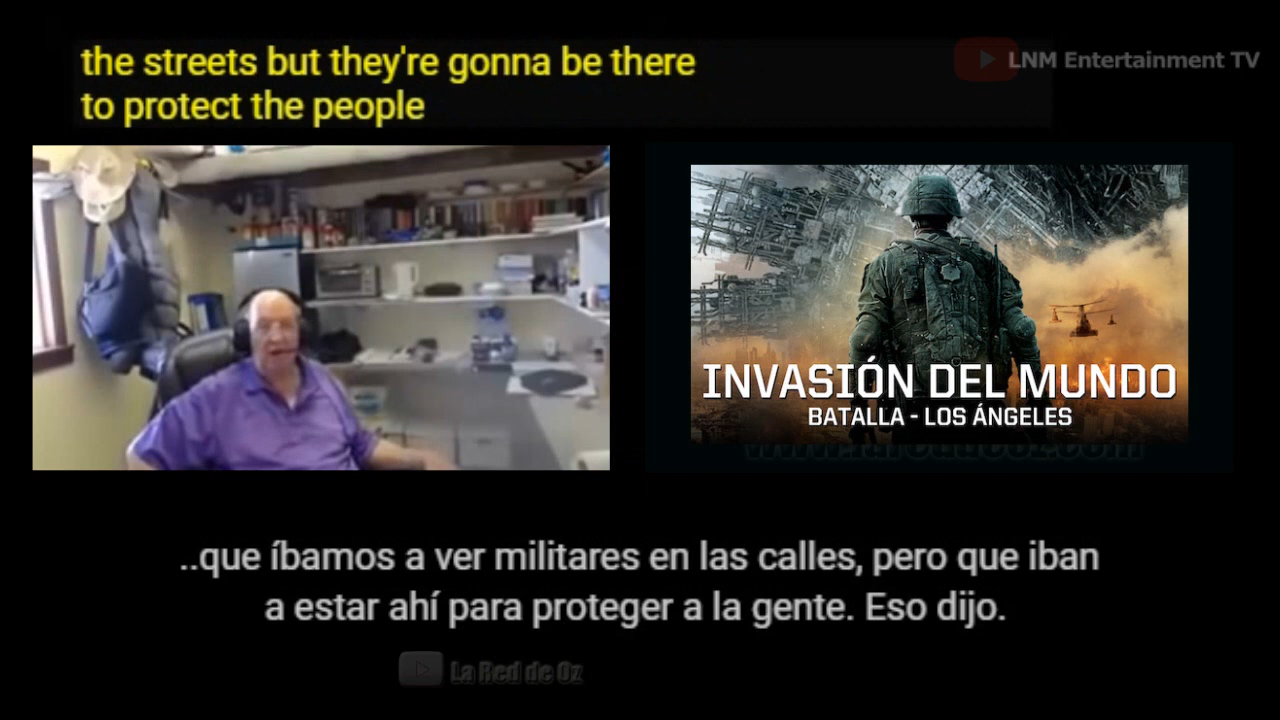 the streets but they're gonna be there
to protect the people
LNM Entertainment TV
INVASIÓN DEL MUNDO
BATALLA - LOS ÁNGELES
..que íbamos a ver militares en las calles, pero que iban
a estar ahí para proteger a la gente. Eso dijo.
La Red de Oz